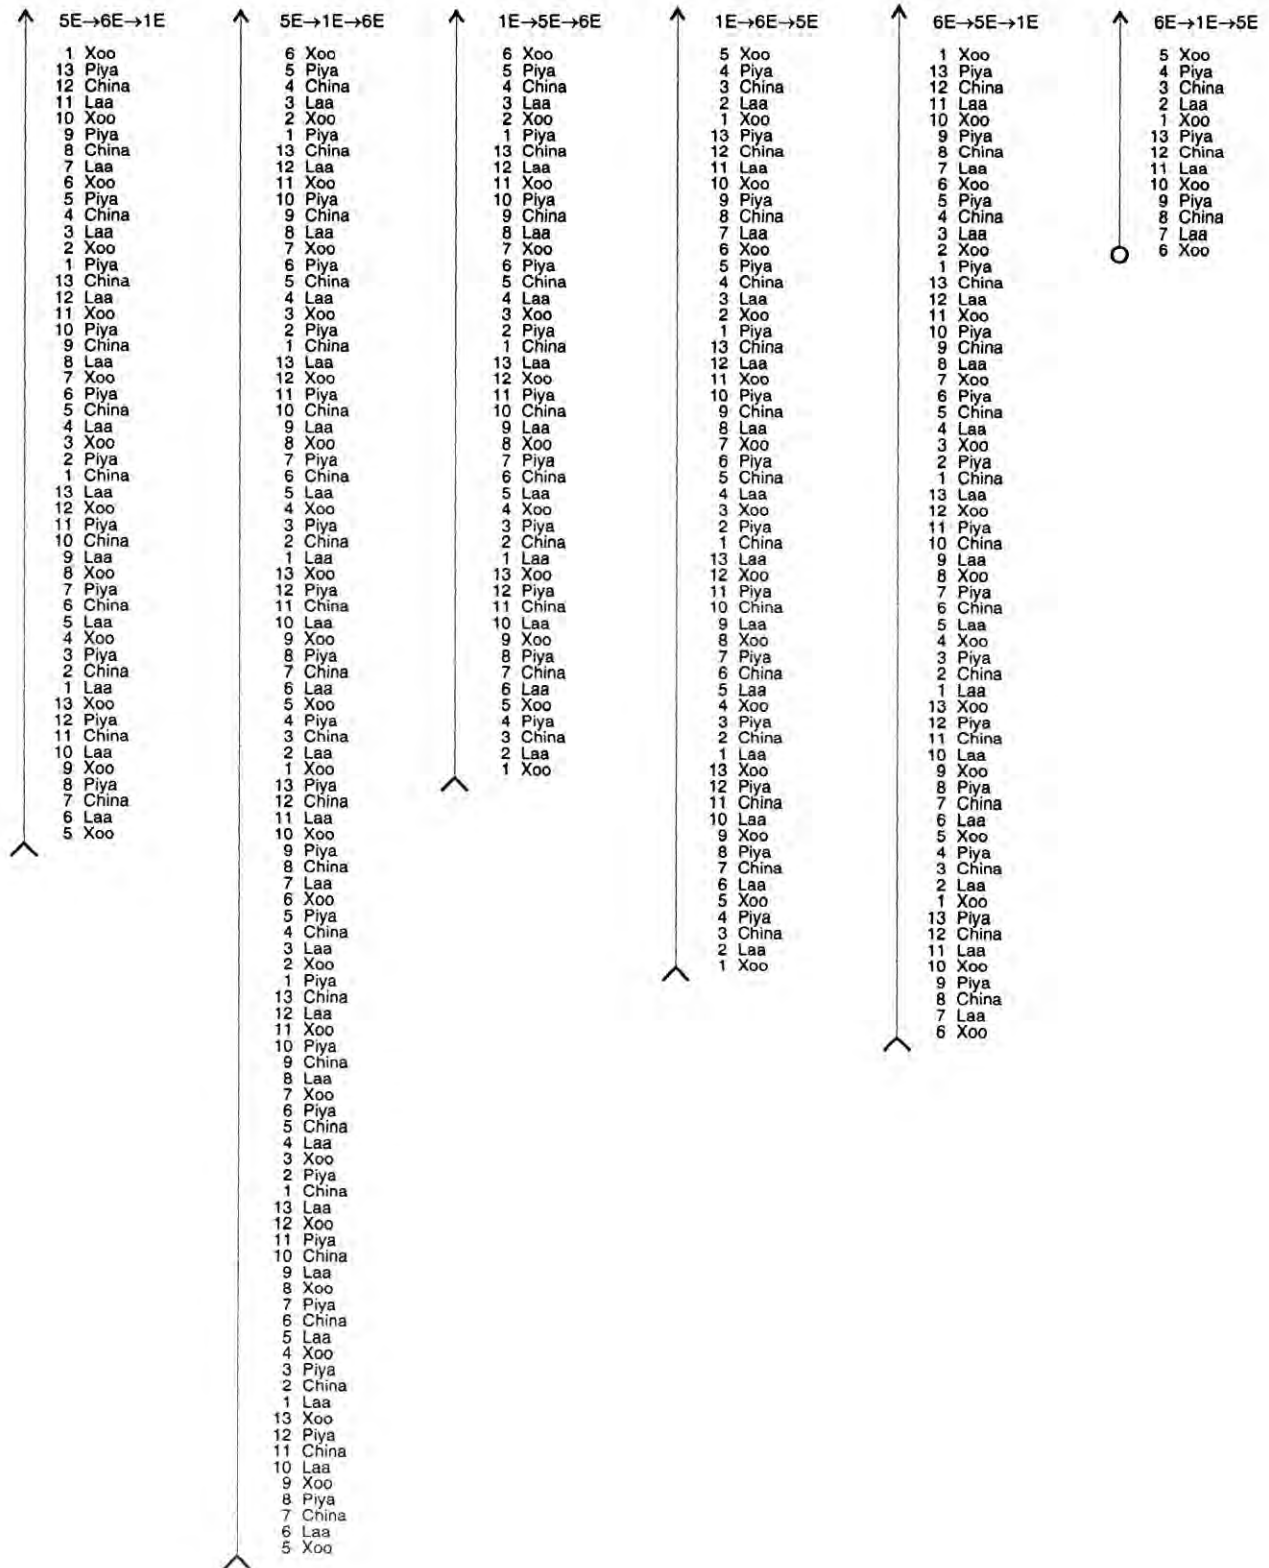 5E→6E→1E
1 Xoo
13 Piya
12 China
11 Laa
10 Xoo
9 Piya
8 China
7 Laa
6 Xoo
5 Piya
4 China
3 Laa
2 Xoo
1 Piya
13 China
12 Laa
11 Xoo
10 Piya
9 China
8 Laa
7 Xoo
6 Piya
5 China
4 Laa
3 Xoo
2 Piya
1 China
13 Laa
12 Xoo
11 Piya
10 China
9 Laa
8 Xoo
7 Piya
6 China
5 Laa
4 Xoo
3 Piya
2 China
1 Laa
13 Xoo
12 Piya
11 China
10 Laa
9 Xoo
8 Piya
7 China
6 Laa
5 Xoo
5E→1E→6E
6 Xoo
5 Piya
4 China
3 Laa
2 Xoo
1 Piya
13 China
12 Laa
11 Xoo
10 Piya
9 China
8 Laa
7 Xoo
6 Piya
5 China
4 Laa
3 Xoo
2 Piya
1 China
13 Laa
12 Xoo
11 Piya
10 China
9 Laa
8 Xoo
7 Piya
6 China
5 Laa
4 Xoo
3 Piya
2 China
1 Laa
13 Xoo
12 Piya
11 China
10 Laa
9 Xoo
8 Piya
7 China
6 Laa
5 Xoo
4 Piya
3 China
2 Laa
1 Xoo
13 Piya
12 China
11 Laa
10 Xoo
9 Piya
8 China
7 Laa
6 Xoo
5 Piya
4 China
3 Laa
2 Xoo
1 Piya
13 China
12 Laa
11 Xoo
10 Piya
9 China
8 Laa
7 Xoo
6 Piya
5 China
4 Laa
3 Xoo
2 Piya
1 China
13 Laa
12 Xoo
11 Piya
10 China
9 Laa
8 Xoo
7 Piya
6 China
5 Laa
4 Xoo
3 Piya
2 China
1 Laa
13 Xoo
12 Piya
11 China
10 Laa
9 Xoo
8 Piya
7 China
6 Laa
5 Xoo
1E→5E→6E
6 Xoo
5 Piya
4 China
3 Laa
2 Xoo
1 Piya
13 China
12 Laa
11 Xoo
10 Piya
9 China
8 Laa
7 Xoo
6 Piya
5 China
4 Laa
3 Xoo
2 Piya
1 China
13 Laa
12 Xoo
11 Piya
10 China
9 Laa
8 Xoo
7 Piya
6 China
5 Laa
4 Xoo
3 Piya
2 China
1 Laa
13 Xoo
12 Piya
11 China
10 Laa
9 Xoo
8 Piya
7 China
6 Laa
5 Xoo
4 Piya
3 China
2 Laa
1 Xoo
1E→6E→5E
5 Xoo
4 Piya
3 China
2 Laa
1 Xoo
13 Piya
12 China
11 Laa
10 Xoo
9 Piya
8 China
7 Laa
6 Xoo
5 Piya
4 China
3 Laa
2 Xoo
1 Piya
13 China
12 Laa
11 Xoo
10 Piya
9 China
8 Laa
7 Xoo
6 Piya
5 China
4 Laa
3 Xoo
2 Piya
1 China
13 Laa
12 Xoo
11 Piya
10 China
9 Laa
8 Xoo
7 Piya
6 China
5 Laa
4 Xoo
3 Piya
2 China
1 Laa
13 Xoo
12 Piya
11 China
10 Laa
9 Xoo
8 Piya
7 China
6 Laa
5 Xoo
4 Piya
3 China
2 Laa
1 Xoo
6E→5E→1E
1 Xoo
13 Piya
12 China
11 Laa
10 Xoo
9 Piya
8 China
7 Laa
6 Xoo
5 Piya
4 China
3 Laa
2 Xoo
1 Piya
13 China
12 Laa
11 Xoo
10 Piya
9 China
8 Laa
7 Xoo
6 Piya
5 China
4 Laa
3 Xoo
2 Piya
1 China
13 Laa
12 Xoo
11 Piya
10 China
9 Laa
8 Xoo
7 Piya
6 China
5 Laa
4 Xoo
3 Piya
2 China
1 Laa
13 Xoo
12 Piya
11 China
10 Laa
9 Xoo
8 Piya
7 China
6 Laa
5 Xoo
4 Piya
3 China
2 Laa
1 Xoo
13 Piya
12 China
11 Laa
10 Xoo
9 Piya
8 China
7 Laa
6 Xoo
6E→1E→5E
5 Xoo
4 Piya
3 China
2 Laa
1 Xoo
13 Piya
12 China
11 Laa
10 Xoo
9 Piya
8 China
7 Laa
6 Xoo